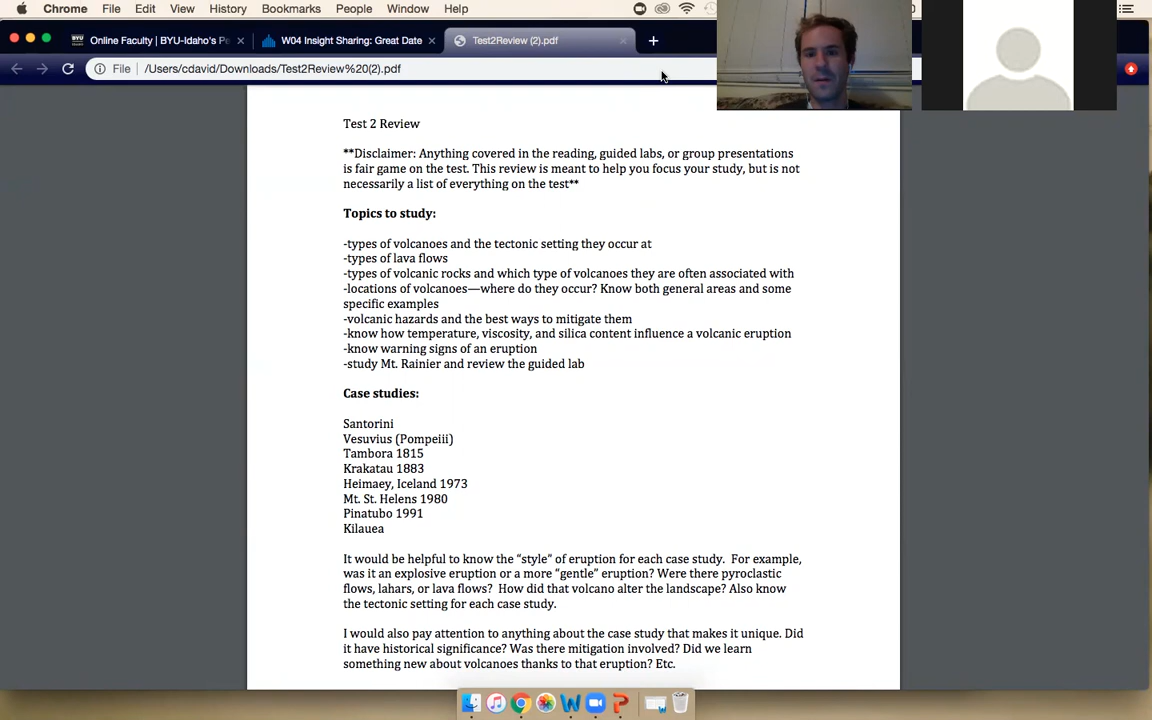 Chrome File Edit View History Bookmarks People Window Help
Online Faculty | BYU-Idaho's Pe
W04 Insight Sharing: Great Date
Test2Review (2).pdf
File /Users/cdavid/Downloads/Test2Review%20(2).pdf
Test 2 Review
**Disclaimer: Anything covered in the reading, guided labs, or group presentations
is fair game on the test. This review is meant to help you focus your study, but is not
necessarily a list of everything on the test**
Topics to study:
-types of volcanoes and the tectonic setting they occur at
-types of lava flows
-types of volcanic rocks and which type of volcanoes they are often associated with
-locations of volcanoes—where do they occur? Know both general areas and some
specific examples
-volcanic hazards and the best ways to mitigate them
-know how temperature, viscosity, and silica content influence a volcanic eruption
-know warning signs of an eruption
-study Mt. Rainier and review the guided lab
Case studies:
Santorini
Vesuvius (Pompeiii)
Tambora 1815
Krakatau 1883
Heimaey, Iceland 1973
Mt. St. Helens 1980
Pinatubo 1991
Kilauea
It would be helpful to know the “style” of eruption for each case study.  For example,
was it an explosive eruption or a more “gentle” eruption? Were there pyroclastic
flows, lahars, or lava flows?  How did that volcano alter the landscape? Also know
the tectonic setting for each case study.
I would also pay attention to anything about the case study that makes it unique. Did
it have historical significance? Was there mitigation involved? Did we learn
something new about volcanoes thanks to that eruption? Etc.